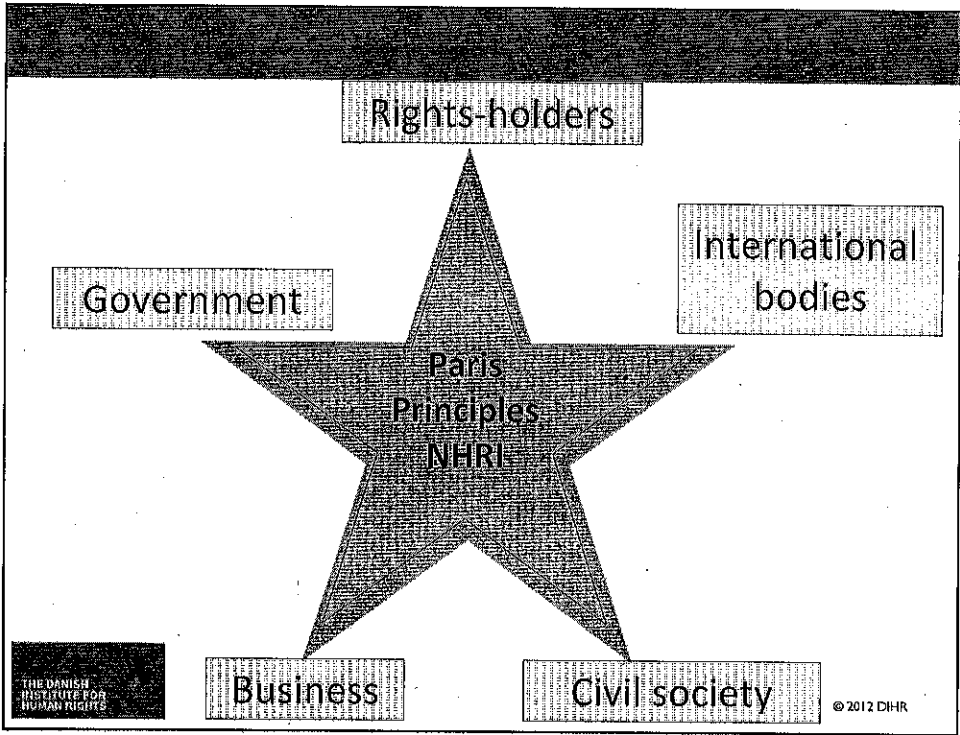 Rights-holders
International
bodies
Government
Paris
Principles
NHRI
Business
Civil society
THE DANISH
INSTITUTE FOR
HUMAN RIGHTS
© 2012 DIHR